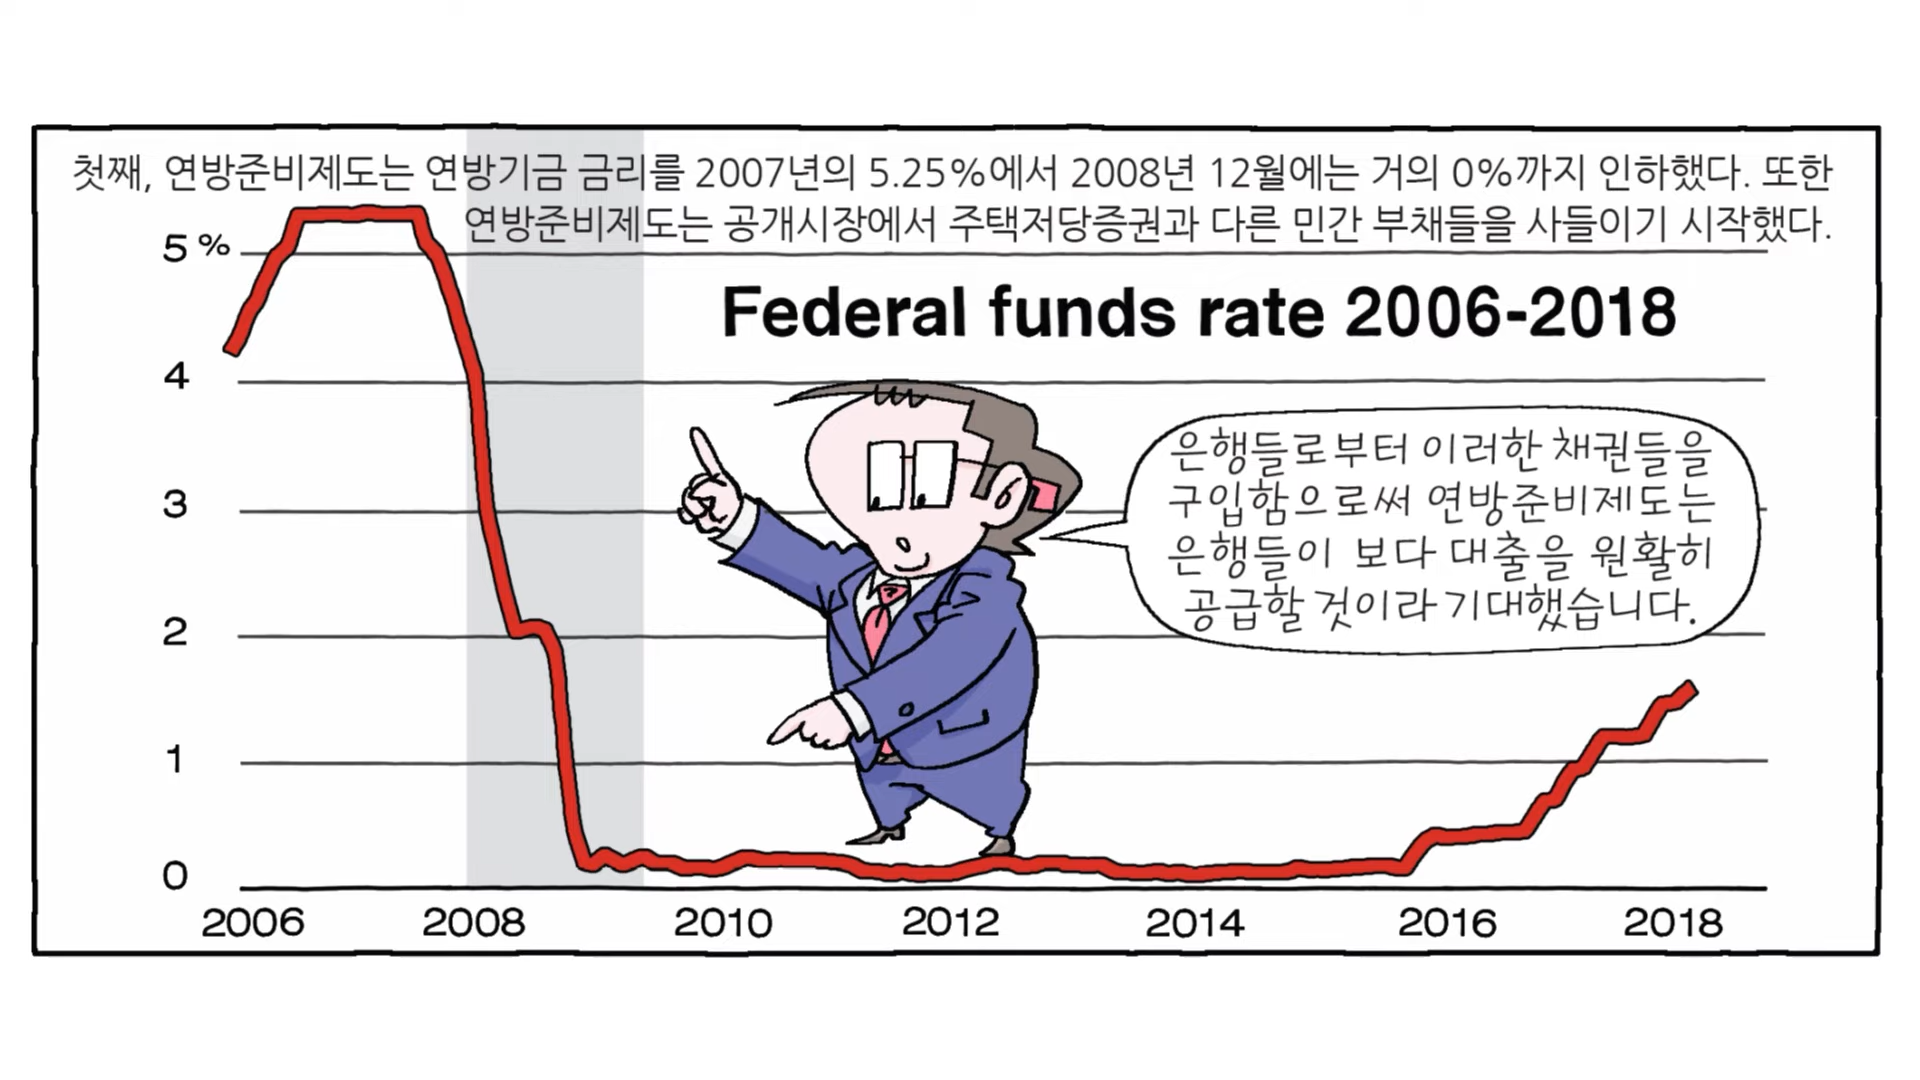 첫째, 연방준비제도는 연방기금 금리를 2007년의 5.25%에서 2008년 12월에는 거의 0%까지 인하했다. 또한
연방준비제도는 공개시장에서 주택저당증권과 다른 민간 부채들을 사들이기 시작했다.
5%
Federal funds rate 2006-2018
4
은행들로부터 이러한 채권들을
3
구입함으로써 연방준비제도는
은행들이 보다 대출을 원활히
공급할 것이라 기대했습니다.
2
1
0
2006 2008 2010 2012 2014 2016 2018